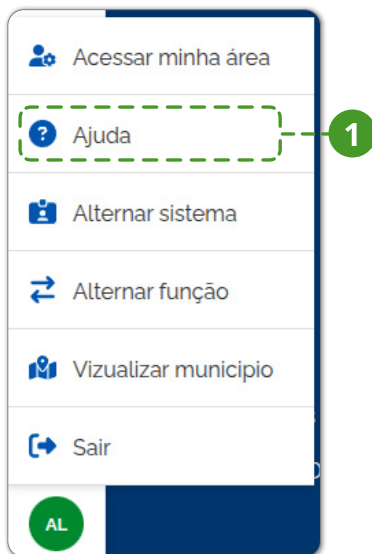 Acessar minha área
? Ajuda
1
Alternar sistema
Alternar função
Vizualizar municipio
Sair
AL